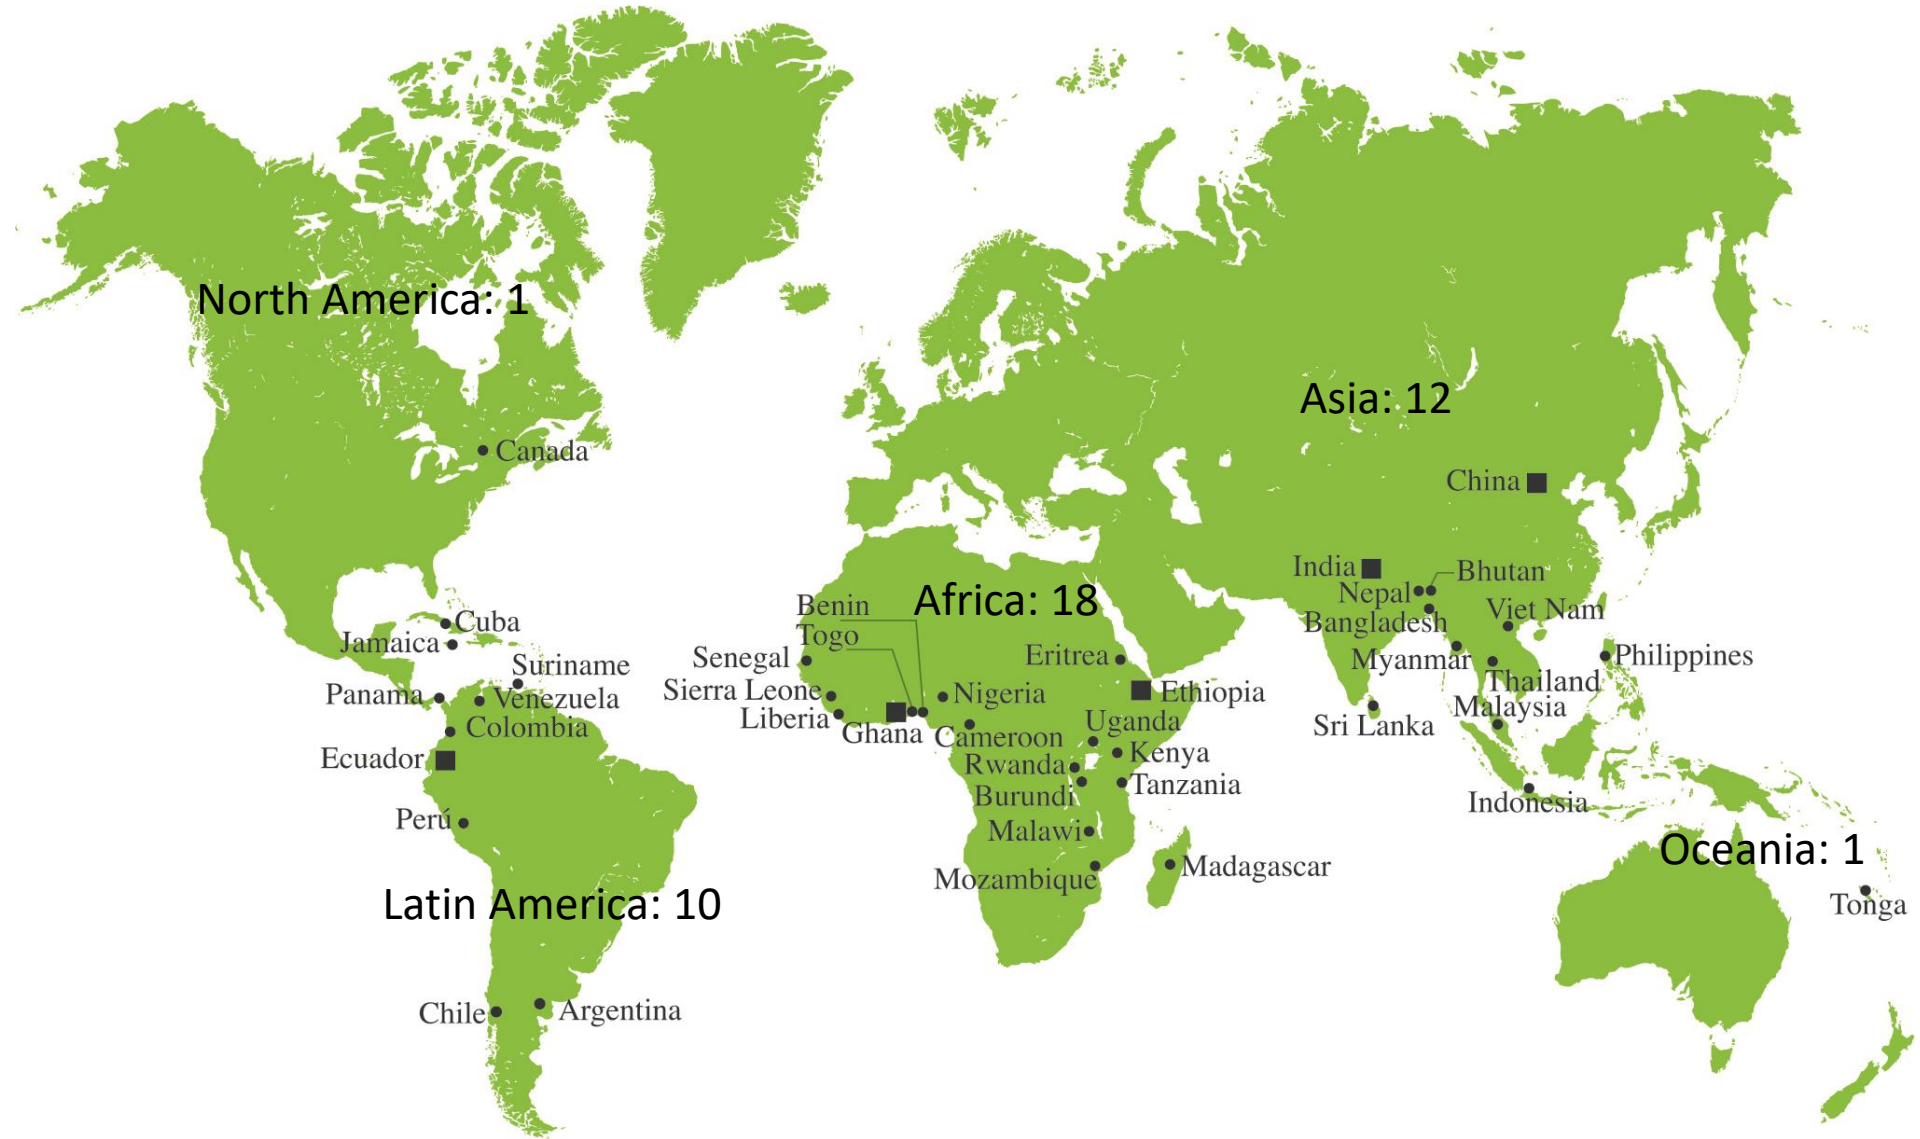 North America: 1
Asia: 12
Canada
China
India
Bhutan
Nepal
Africa: 18
Benin
Viet Nam
Bangladesh
Cuba
Togo
Jamaica
Senegal
Eritrea
Myanmar
Philippines
Suriname
Thailand
Panama
Venezuela
Sierra Leone
Nigeria
Ethiopia
Malaysia
Liberia
Uganda
Sri Lanka
Colombia
Ghana
Cameroon
Ecuador
Kenya
Rwanda
Tanzania
Burundi
Indonesia
Perú
Malawi
Oceania: 1
Madagascar
Mozambique
Latin America: 10
Tonga
Chile
Argentina